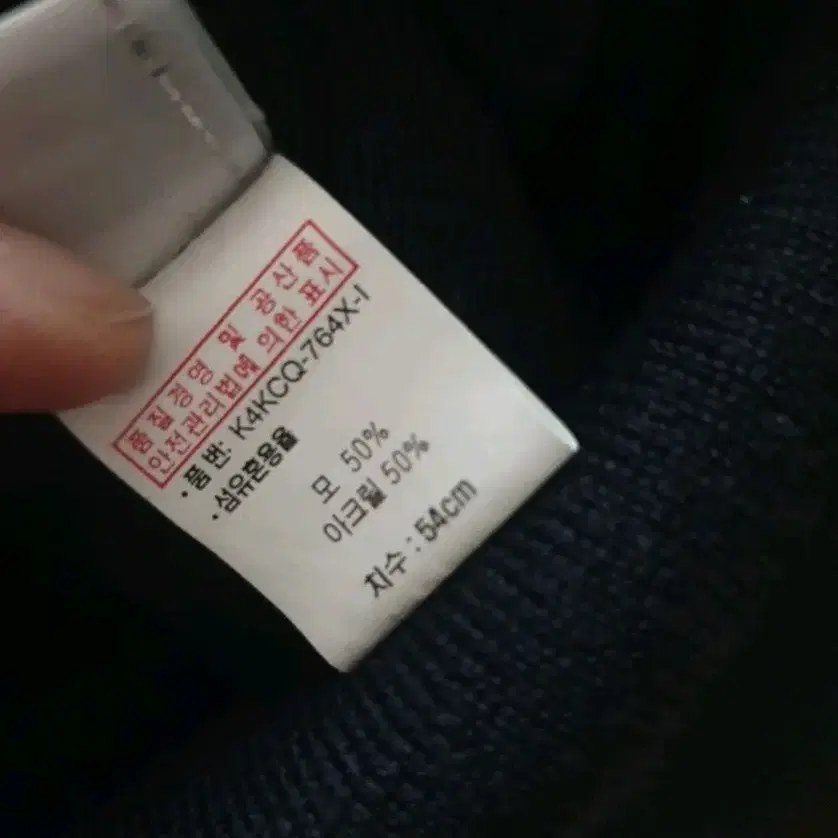 품질경영 및 공산품
안전관리법에 의한 표시
· 품번: K4KCQ-764X-I
· 섬유혼용율
모 50%
아크릴 50%
치수 : 54cm